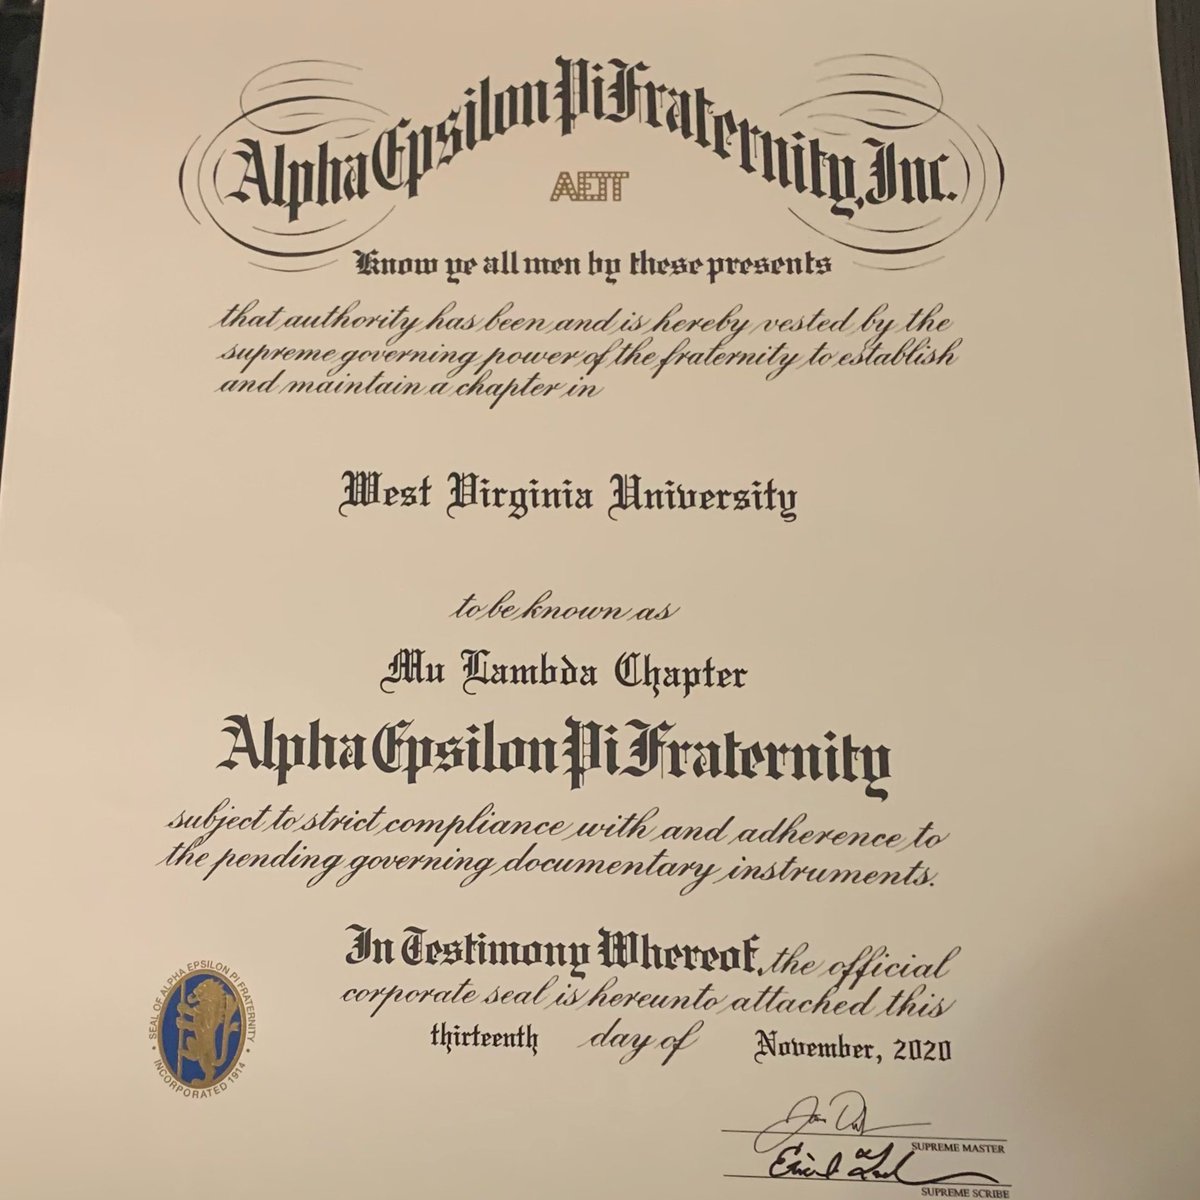 Alpha Epsilon Pi Fraternity, Inc.
ΑΕΠ
Know ye all men by these presents
that authority has been and is hereby vested by the
supreme governing power of the fraternity to establish
and maintain a chapter in
West Virginia University
to be known as
Mu Lambda Chapter
Alpha Epsilon Pi Fraternity
subject to strict compliance with and adherence to
the pending governing documentary instruments.
In Testimony Whereof, the official
corporate seal is hereunto attached this
thirteenth day of November, 2020
SEAL OF ALPHA EPSILON PI FRATERNITY
• INCORPORATED 1914 •
SUPREME MASTER
SUPREME SCRIBE